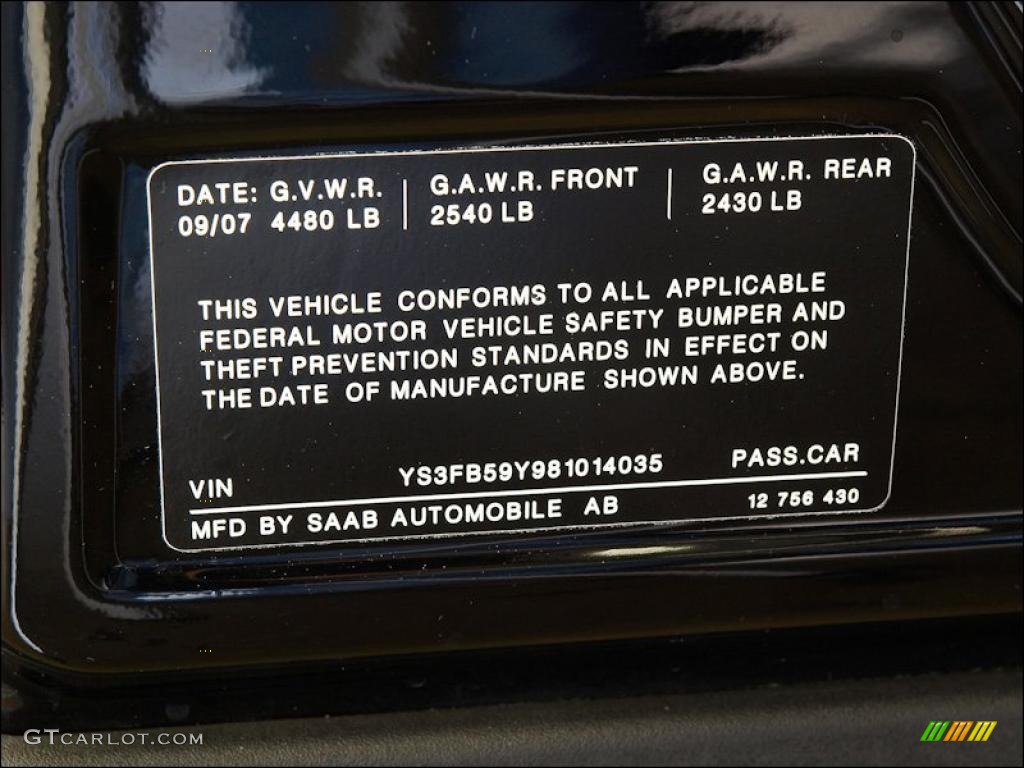 DATE: G.V.W.R. | G.A.W.R. FRONT | G.A.W.R. REAR
09/07 4480 LB 2540 LB 2430 LB
THIS VEHICLE CONFORMS TO ALL APPLICABLE
FEDERAL MOTOR VEHICLE SAFETY BUMPER AND
THEFT PREVENTION STANDARDS IN EFFECT ON
THE DATE OF MANUFACTURE SHOWN ABOVE.
VIN YS3FB59Y981014035 PASS.CAR
MFD BY SAAB AUTOMOBILE AB 12 756 430
GTCARLOT.COM